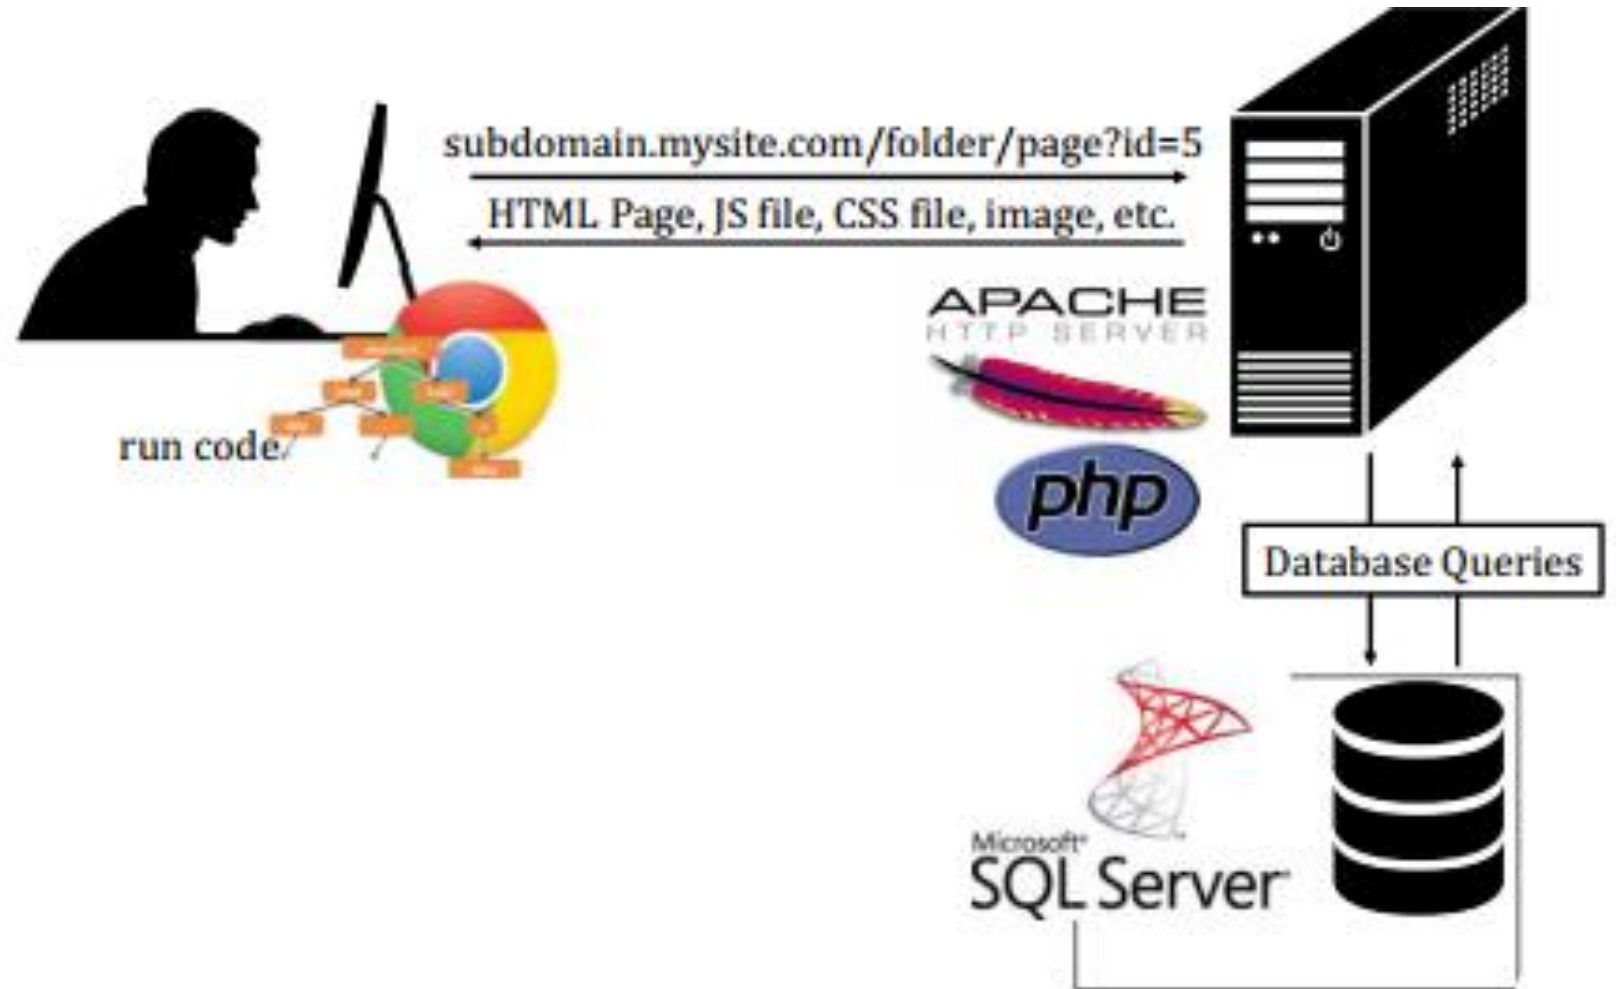 subdomain.mysite.com/folder/page?id=5
HTML Page, JS file, CSS file, image, etc.
APACHE
HTTP SERVER
run code
php
Database Queries
Microsoft®
SQL Server